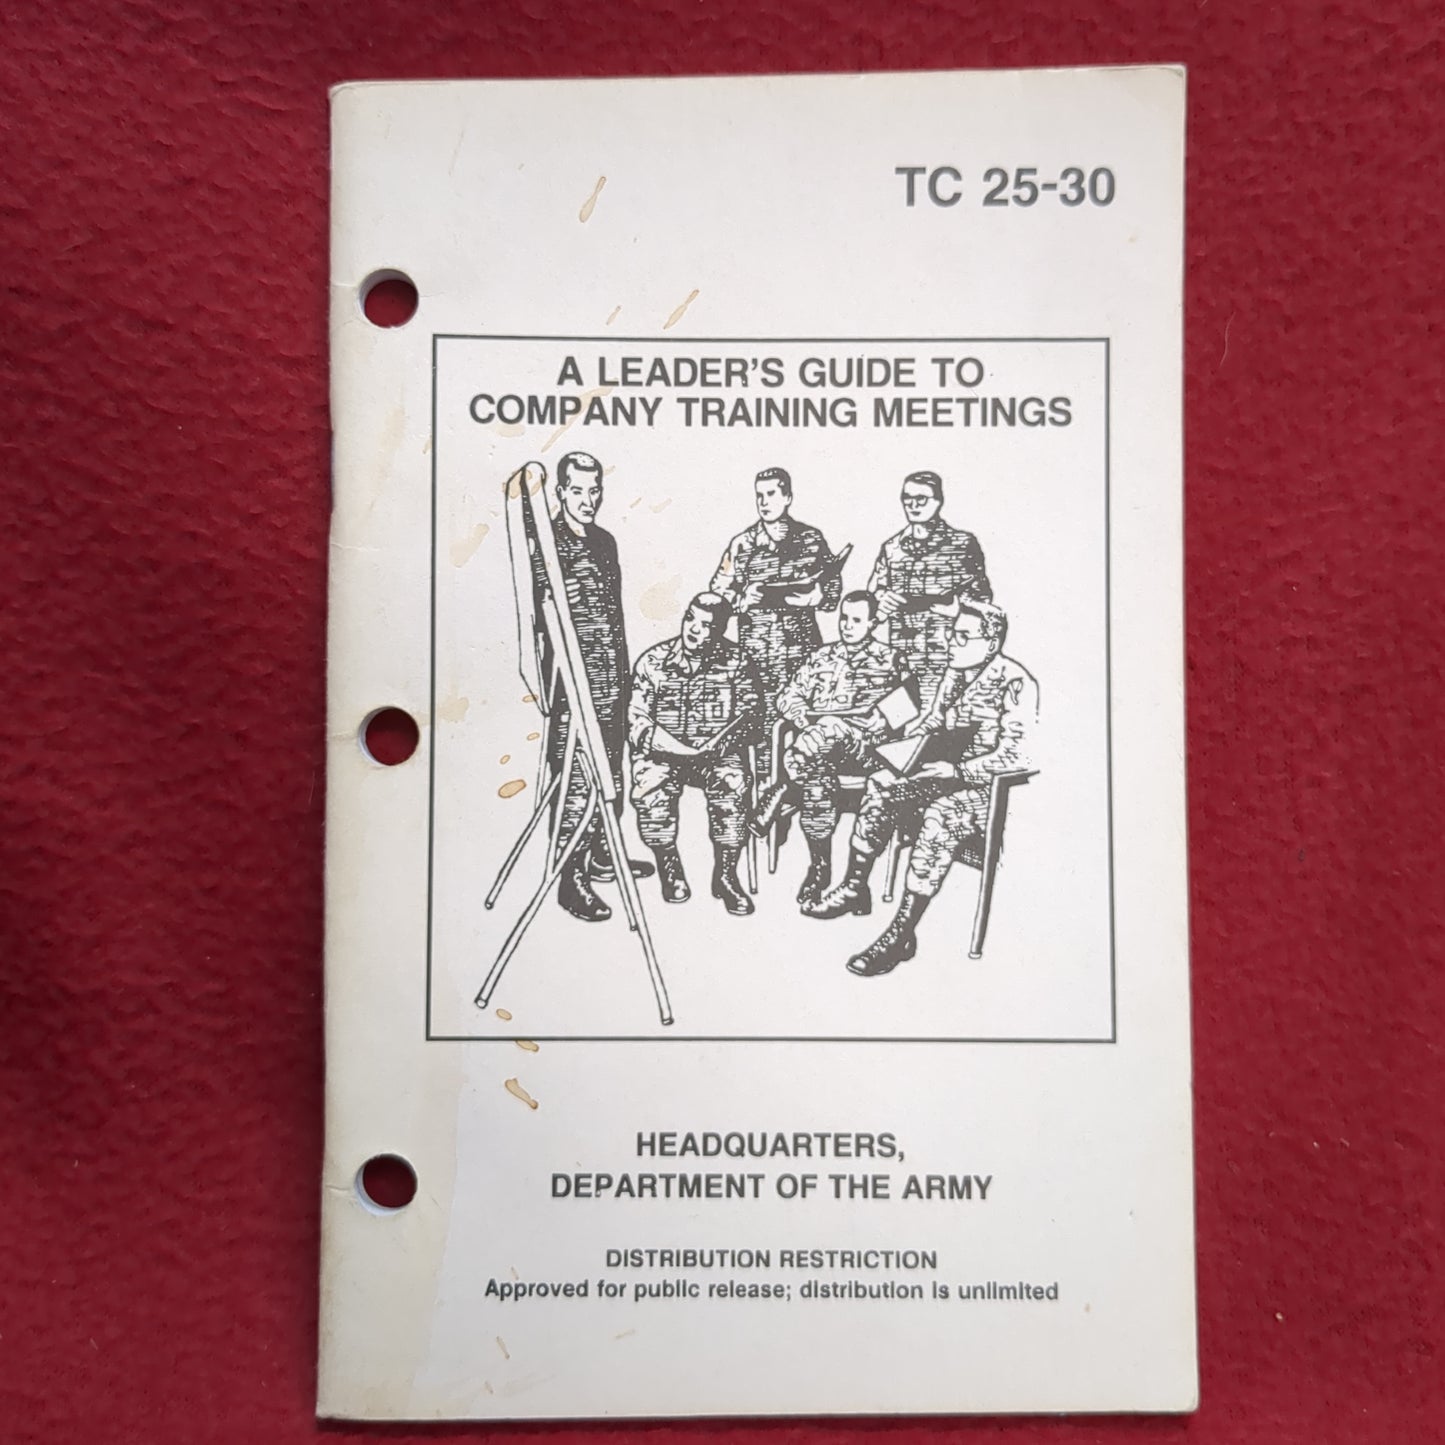 TC 25-30
A LEADER'S GUIDE TO
COMPANY TRAINING MEETINGS
HEADQUARTERS,
DEPARTMENT OF THE ARMY
DISTRIBUTION RESTRICTION
Approved for public release; distribution is unlimited